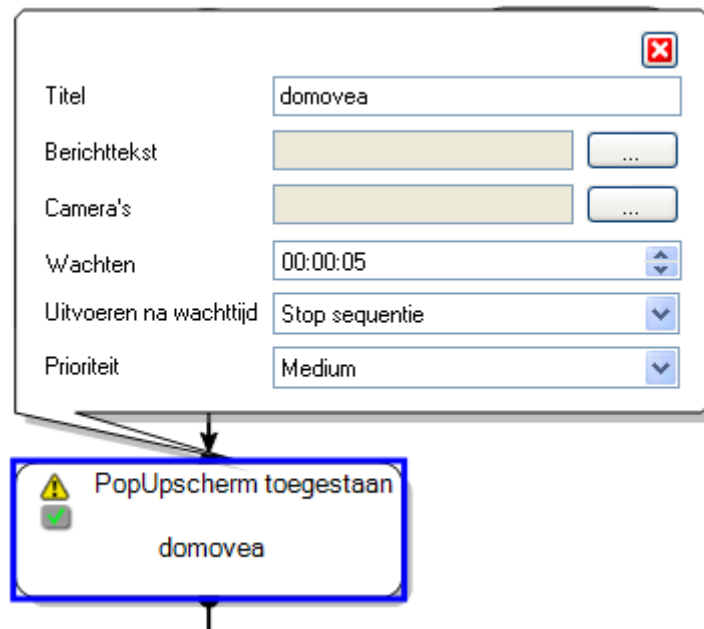 Titel domovea
Berichttekst ...
Camera's ...
Wachten 00:00:05
Uitvoeren na wachttijd Stop sequentie
Prioriteit Medium
PopUpscherm toegestaan
domovea